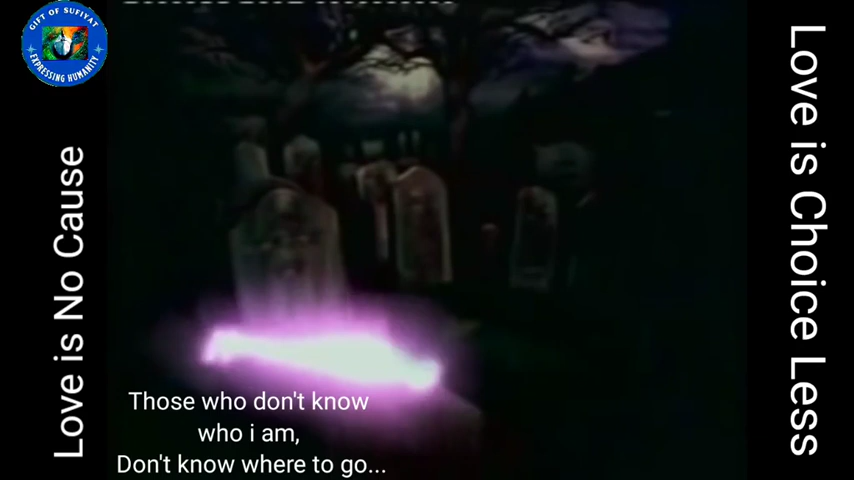 GIFT OF SUFIYAT
EXPRESSING HUMANITY
Love is No Cause
Love is Choice Less
Those who don't know
who i am,
Don't know where to go...